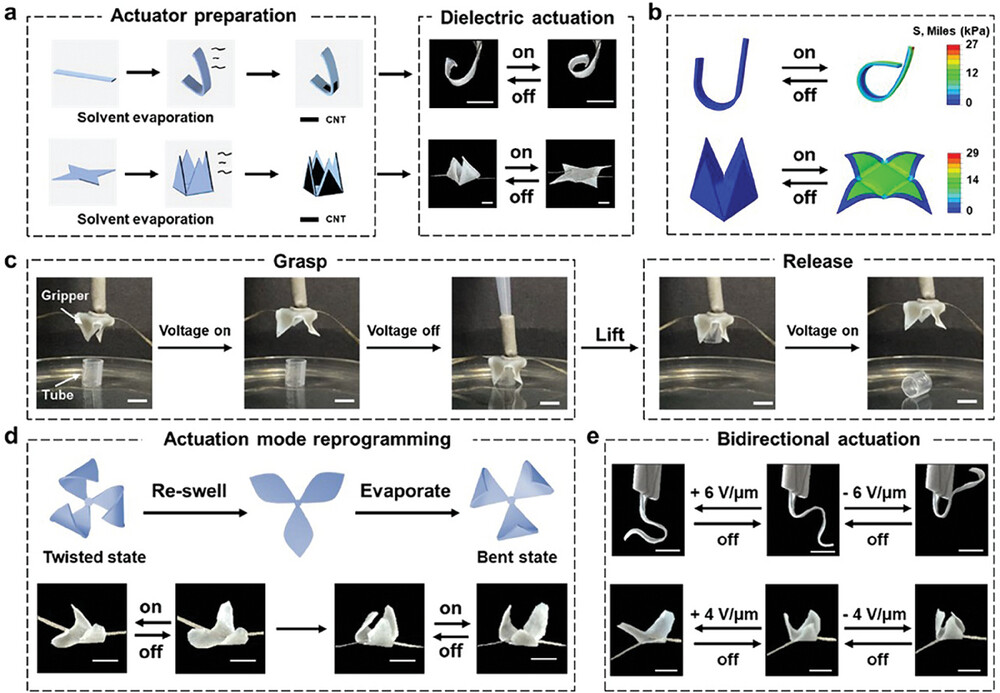 a
Actuator preparation
Solvent evaporation
CNT
Solvent evaporation
CNT
Dielectric actuation
on
off
on
off
b
S, Miles (kPa)
on
off
27
12
0
on
off
29
14
0
c
Grasp
Gripper
Tube
Voltage on
Voltage off
Lift
Release
Voltage on
d
Actuation mode reprogramming
Re-swell
Evaporate
Twisted state
Bent state
on
off
on
off
e
Bidirectional actuation
+ 6 V/μm
off
- 6 V/μm
off
+ 4 V/μm
off
- 4 V/μm
off